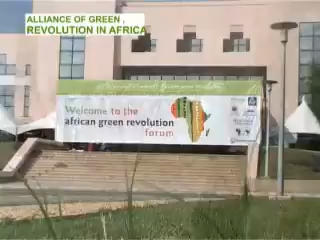 ALLIANCE OF GREEN ,
REVOLUTION IN AFRICA
Welcome to the
african green revolution
forum